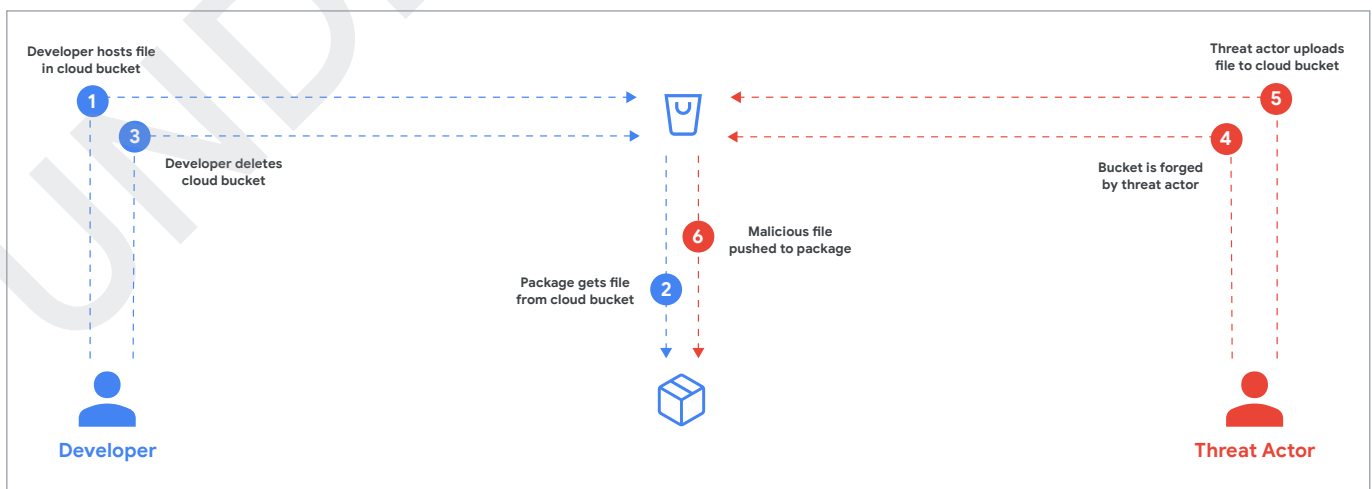 Developer hosts file
in cloud bucket
1
3
Developer deletes
cloud bucket
Threat actor uploads
file to cloud bucket
5
4
Bucket is forged
by threat actor
6
Malicious file
pushed to package
Package gets file
from cloud bucket
2
Developer
Threat Actor